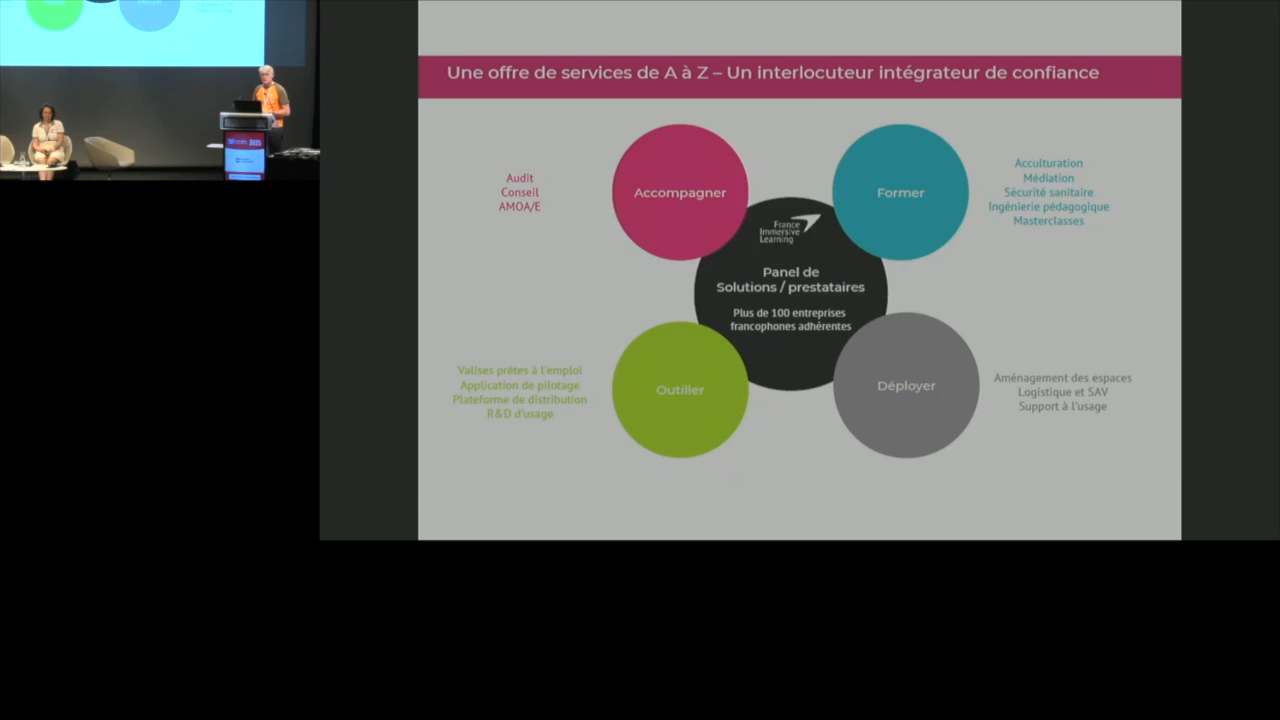 Une offre de services de A à Z – Un interlocuteur intégrateur de confiance
Audit
Conseil
AMOA/E
Accompagner
Former
Acculturation
Médiation
Sécurité sanitaire
Ingénierie pédagogique
Masterclasses
France
Immersive
Learning
Panel de
Solutions / prestataires
Plus de 100 entreprises
francophones adhérentes
Valises prêtes à l'emploi
Application de pilotage
Plateforme de distribution
R&D d'usage
Outiller
Déployer
Aménagement des espaces
Logistique et SAV
Support à l'usage